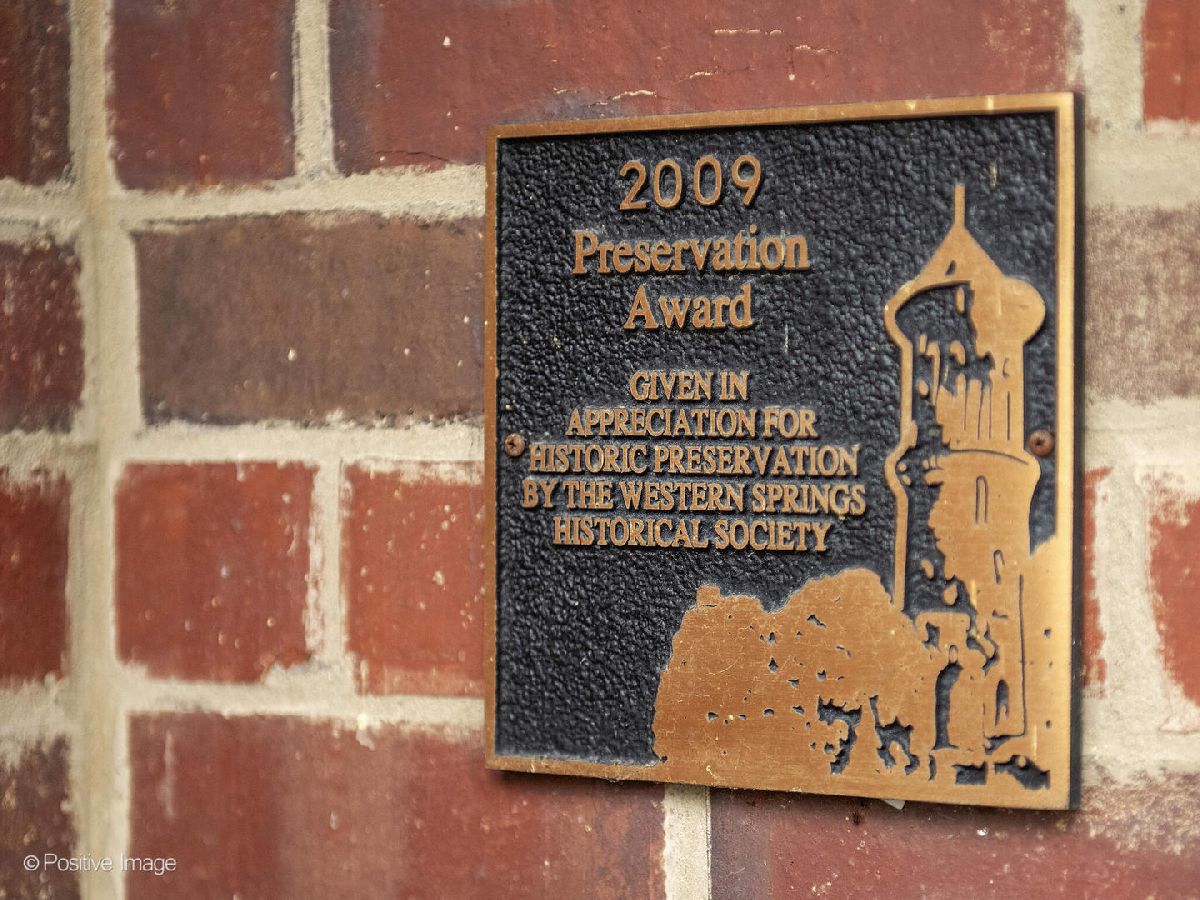 2009
Preservation
Award
GIVEN IN
APPRECIATION FOR
HISTORIC PRESERVATION
BY THE WESTERN SPRINGS
HISTORICAL SOCIETY
© Positive Image